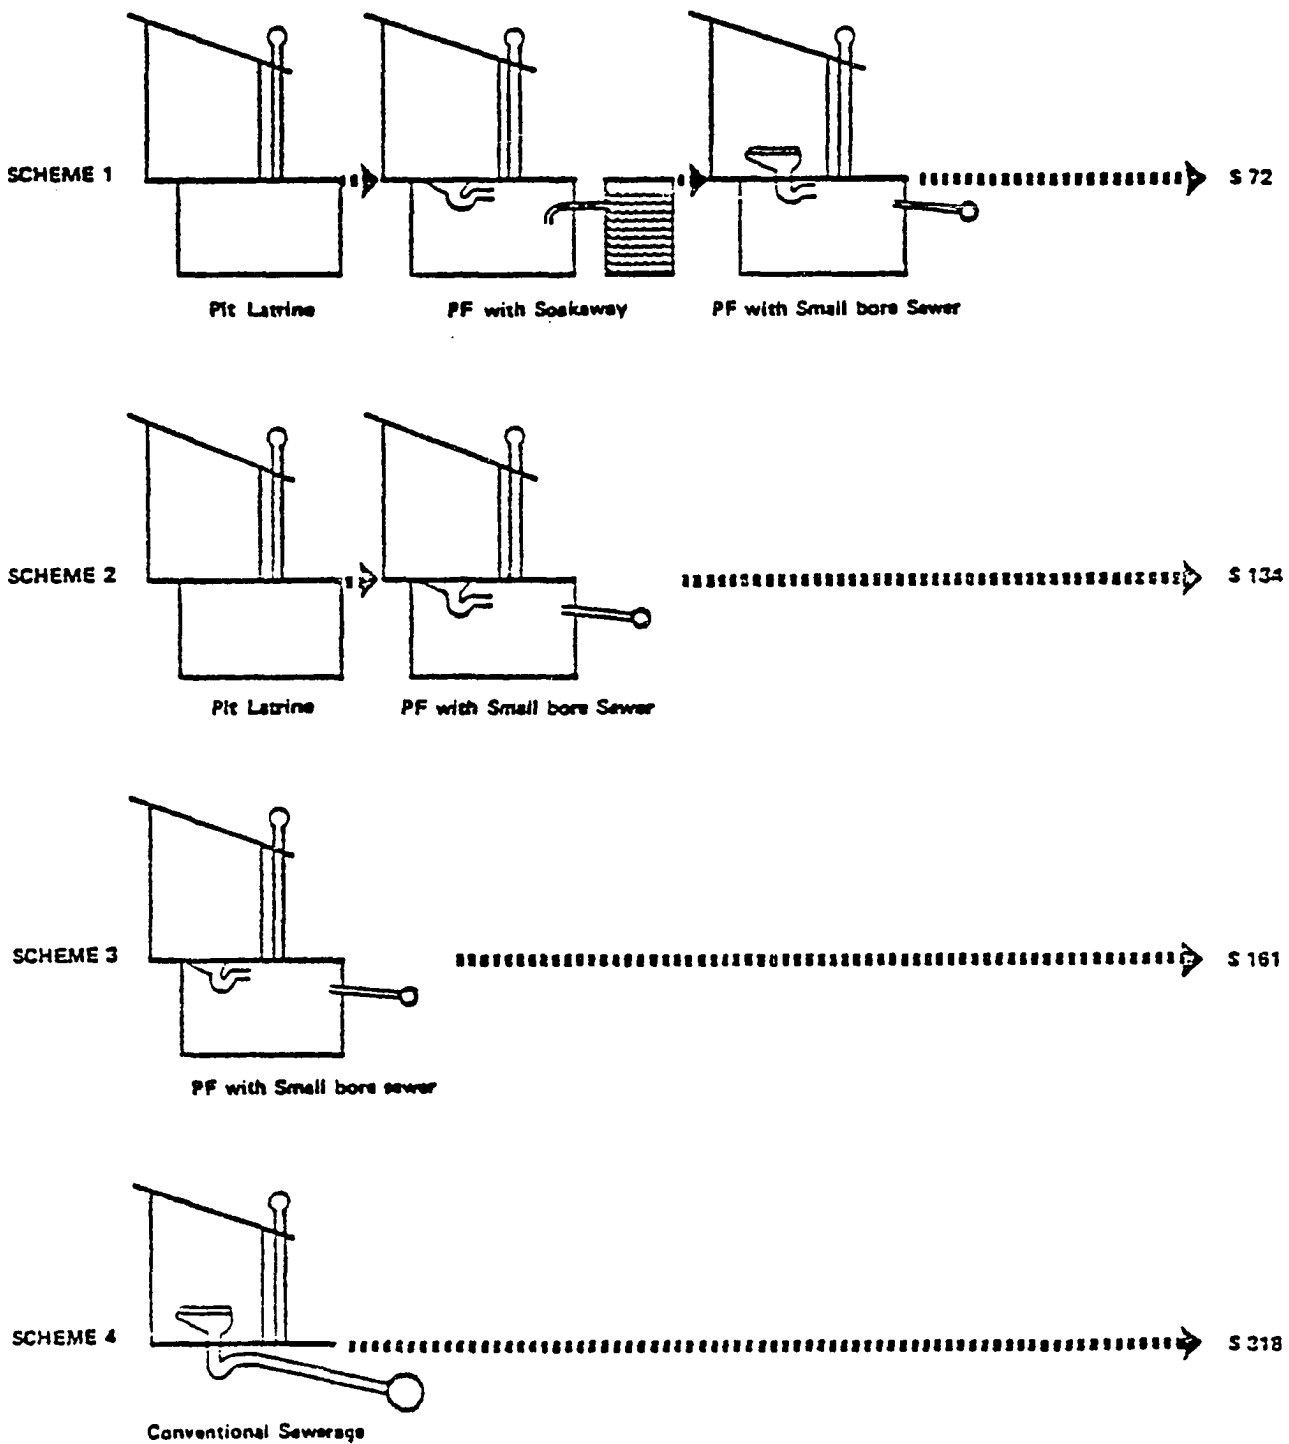 SCHEME 1
$ 72
Pit Latrine
PF with Soakaway
PF with Small bore Sewer
SCHEME 2
$ 134
Pit Latrine
PF with Small bore Sewer
SCHEME 3
$ 161
PF with Small bore sewer
SCHEME 4
$ 318
Conventional Sewerage